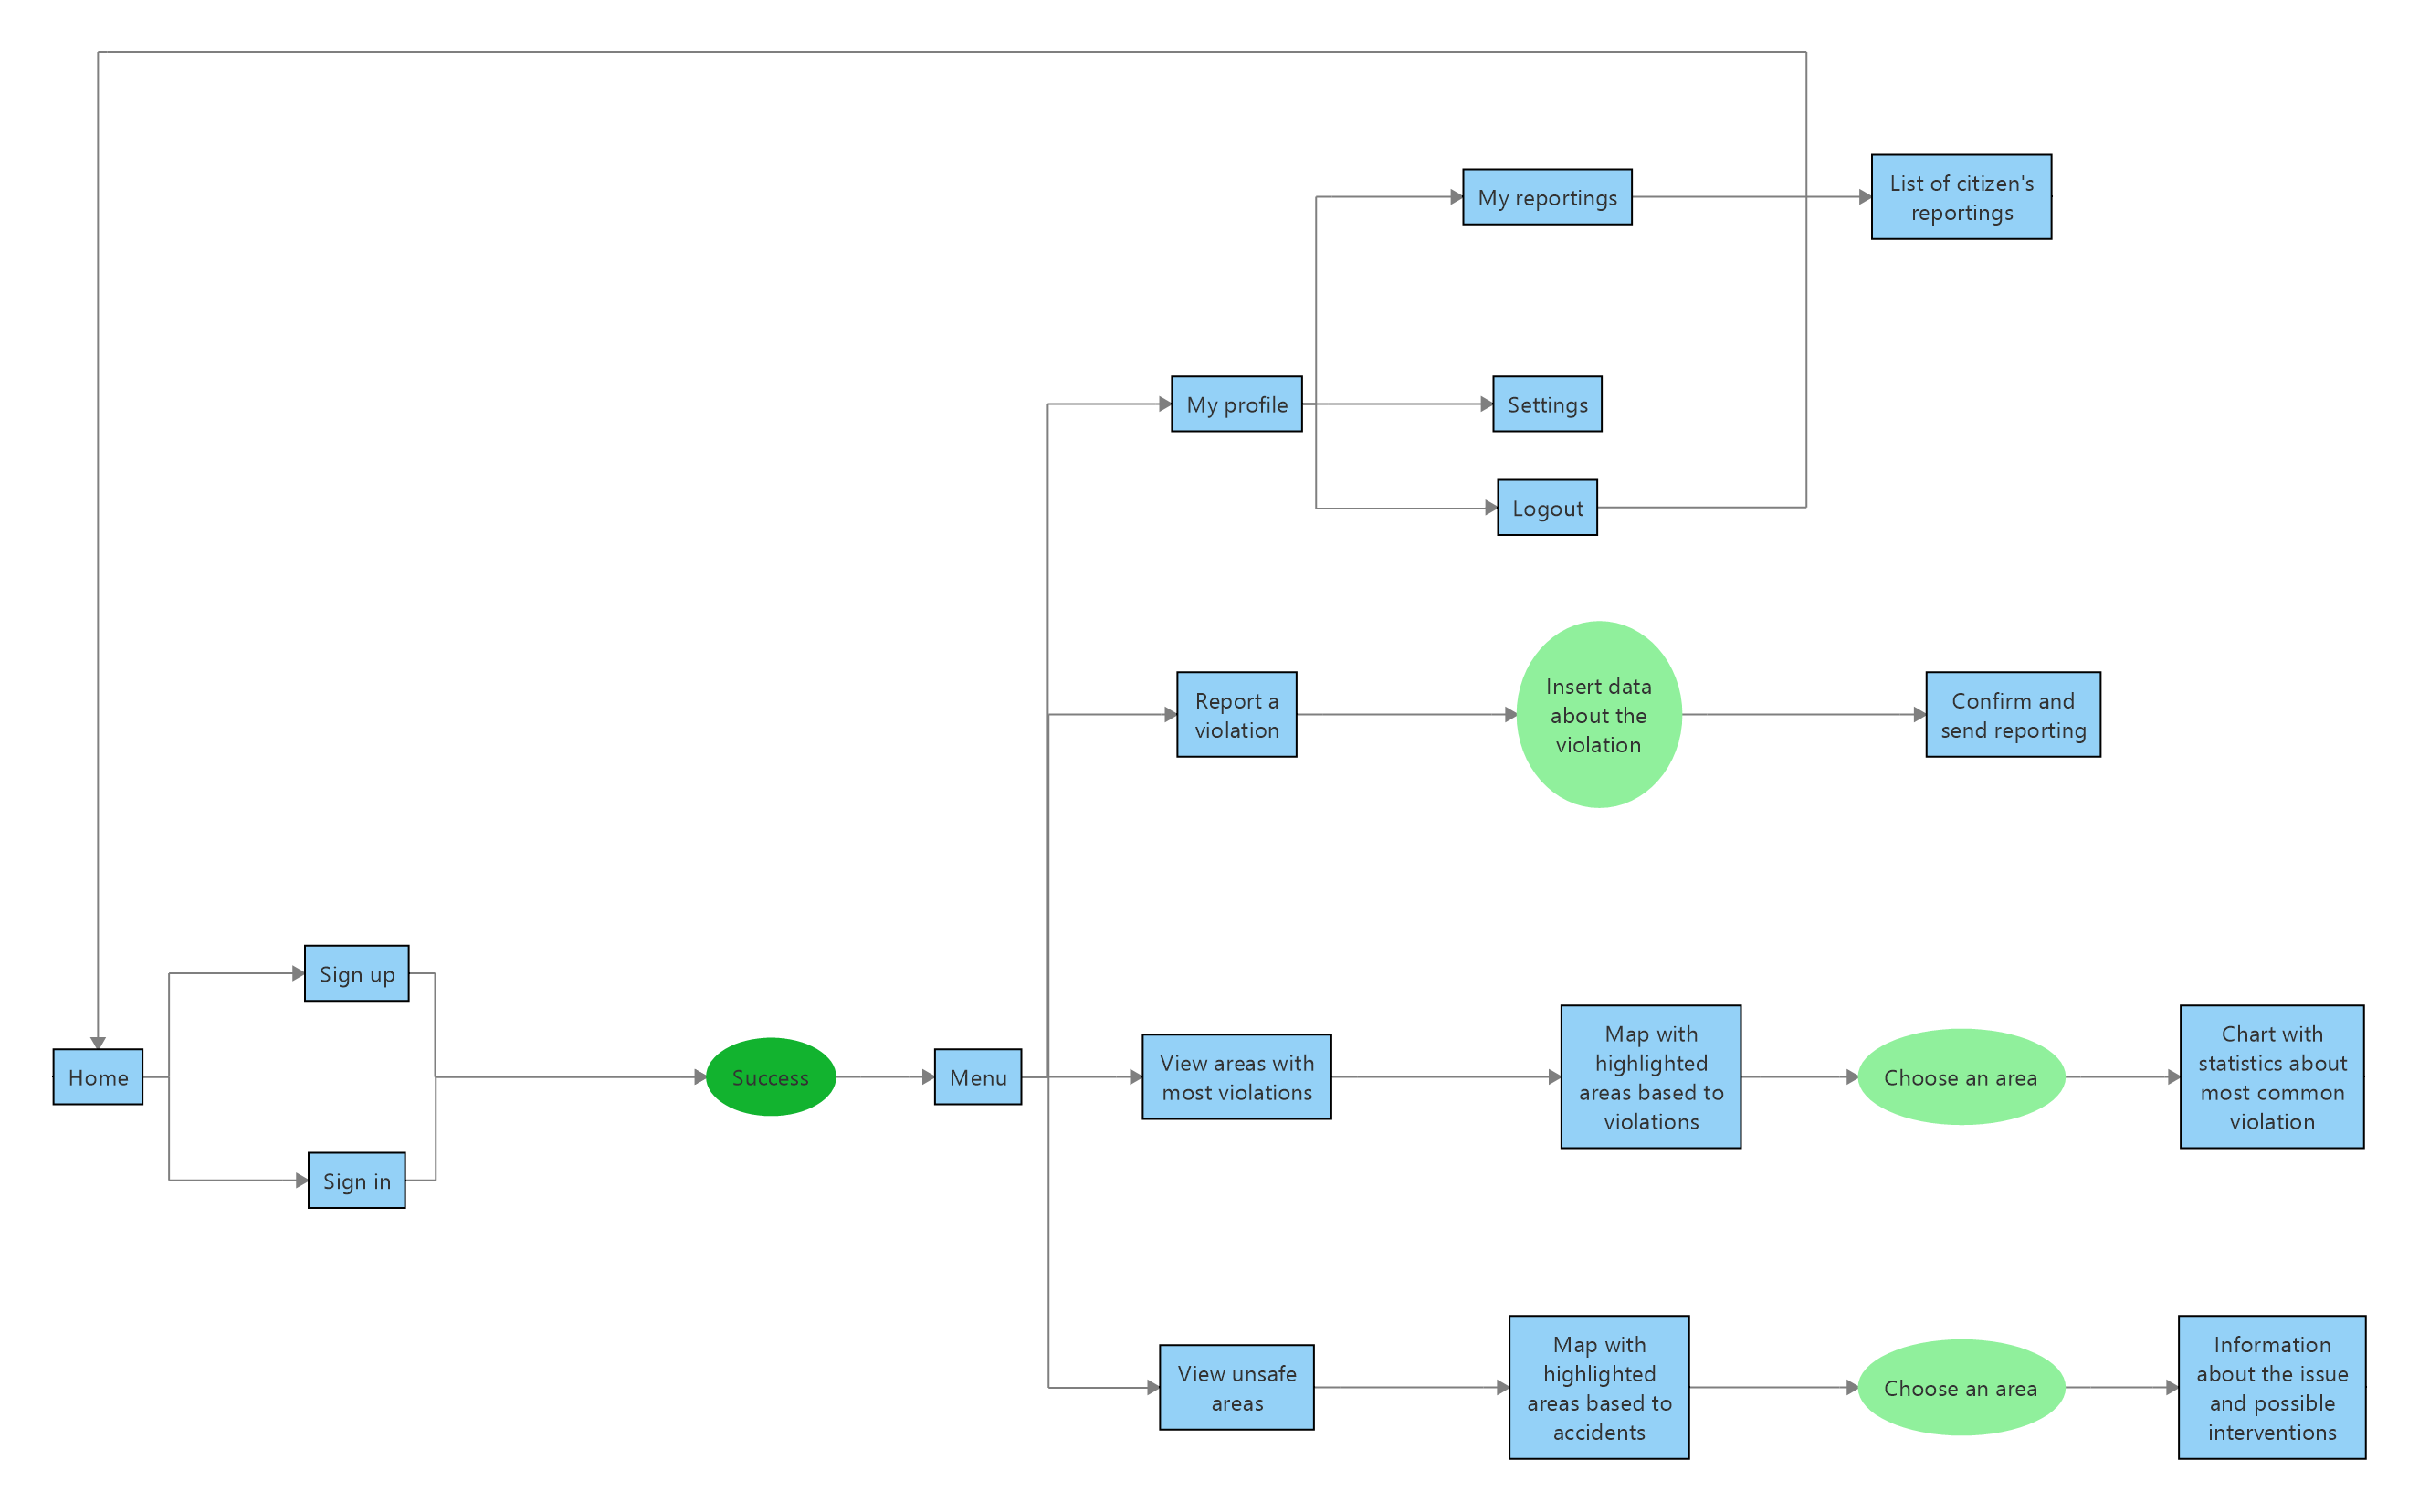 My reportings
List of citizen's
reportings
My profile
Settings
Logout
Report a
violation
Insert data
about the
violation
Confirm and
send reporting
Sign up
Home
Sign in
Success
Menu
View areas with
most violations
Map with
highlighted
areas based to
violations
Choose an area
Chart with
statistics about
most common
violation
View unsafe
areas
Map with
highlighted
areas based to
accidents
Choose an area
Information
about the issue
and possible
interventions